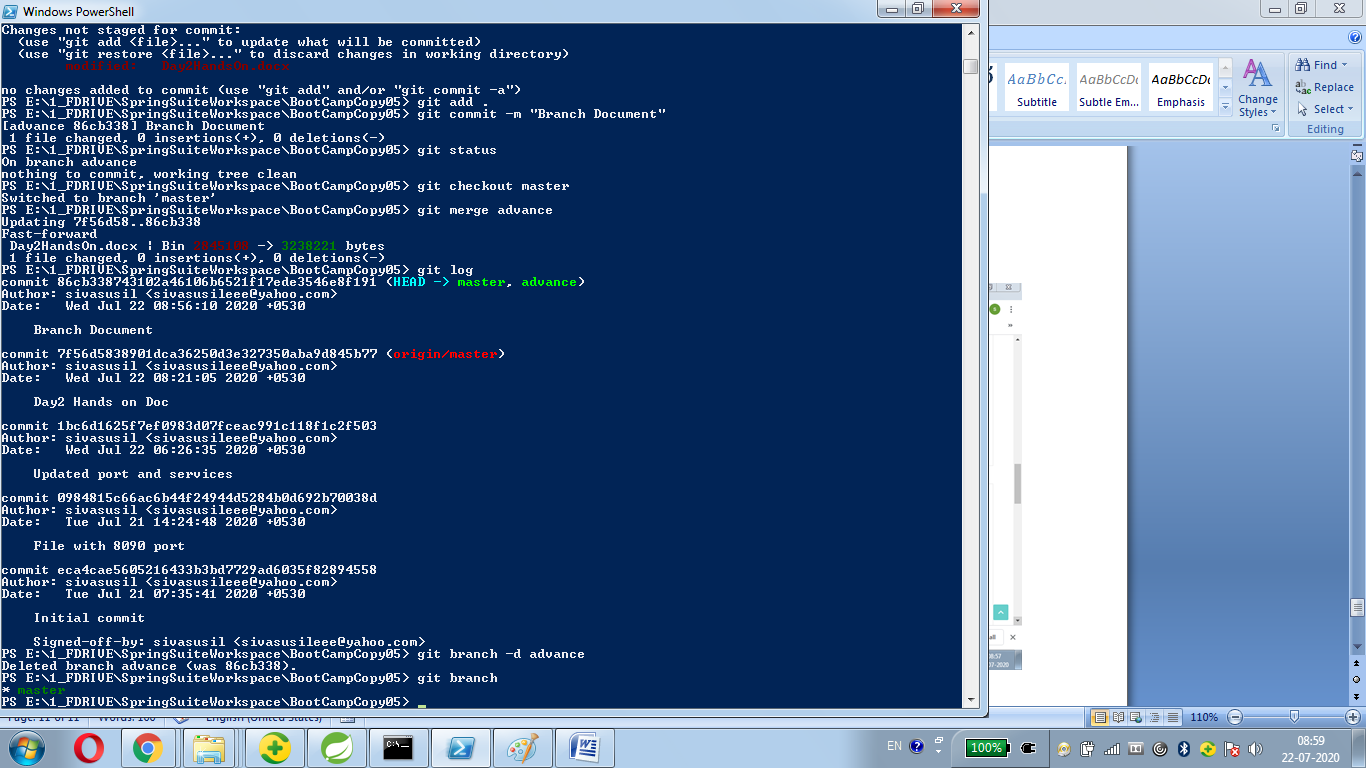 Windows PowerShell
Changes not staged for commit:
(use "git add <file>..." to update what will be committed)
(use "git restore <file>..." to discard changes in working directory)
modified: Day2HandsOn.docx
no changes added to commit (use "git add" and/or "git commit -a")
PS E:\1_FDRIVE\SpringSuiteWorkspace\BootCampCopy05> git add .
PS E:\1_FDRIVE\SpringSuiteWorkspace\BootCampCopy05> git commit -m "Branch Document"
[advance 86cb338] Branch Document
1 file changed, 0 insertions(+), 0 deletions(-)
PS E:\1_FDRIVE\SpringSuiteWorkspace\BootCampCopy05> git status
On branch advance
nothing to commit, working tree clean
PS E:\1_FDRIVE\SpringSuiteWorkspace\BootCampCopy05> git checkout master
Switched to branch 'master'
PS E:\1_FDRIVE\SpringSuiteWorkspace\BootCampCopy05> git merge advance
Updating 7f56d58..86cb338
Fast-forward
Day2HandsOn.docx | Bin -> 3238221 bytes
1 file changed, 0 insertions(+), 0 deletions(-)
PS E:\1_FDRIVE\SpringSuiteWorkspace\BootCampCopy05> git log
commit 86cb338743102a46106b6521f17ede3546e8f191 (HEAD -> master, advance)
Author: sivasusil <sivasusileee@yahoo.com>
Date: Wed Jul 22 08:56:10 2020 +0530
Branch Document
commit 7f56d5838901dca36250d3e327350aba9d845b77 (origin/master)
Author: sivasusil <sivasusileee@yahoo.com>
Date: Wed Jul 22 08:21:05 2020 +0530
Day2 Hands on Doc
commit 1bc6d1625f7ef0983d07fceac991c118f1c2f503
Author: sivasusil <sivasusileee@yahoo.com>
Date: Wed Jul 22 06:26:35 2020 +0530
Updated port and services
commit 0984815c66ac6b44f24944d5284b0d692b70038d
Author: sivasusil <sivasusileee@yahoo.com>
Date: Tue Jul 21 14:24:48 2020 +0530
File with 8090 port
commit eca4cae5605216433b3bd7729ad6035f82894558
Author: sivasusil <sivasusileee@yahoo.com>
Date: Tue Jul 21 07:35:41 2020 +0530
Initial commit
Signed-off-by: sivasusil <sivasusileee@yahoo.com>
PS E:\1_FDRIVE\SpringSuiteWorkspace\BootCampCopy05> git branch -d advance
Deleted branch advance (was 86cb338).
PS E:\1_FDRIVE\SpringSuiteWorkspace\BootCampCopy05> git branch
* master
PS E:\1_FDRIVE\SpringSuiteWorkspace\BootCampCopy05>
AaBbCc. AaBbCcDc AaBbCcDc
Subtitle Subtle Em... Emphasis
Change Styles
Find
Replace
Select
Editing
Page: 11 of 11 Words: 100 English (United States)
110%
EN
100%
08:59
22-07-2020